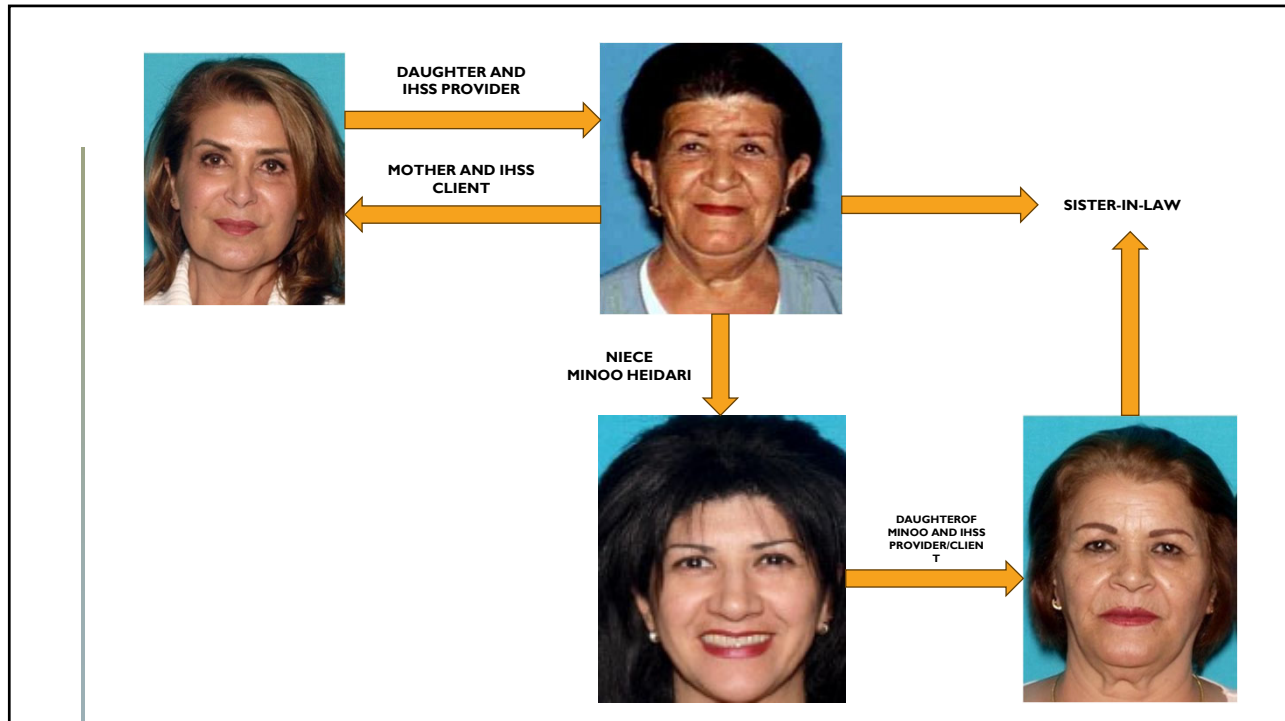 DAUGHTER AND
IHSS PROVIDER
MOTHER AND IHSS
CLIENT
SISTER-IN-LAW
NIECE
MINOO HEIDARI
DAUGHTEROF
MINOO AND IHSS
PROVIDER/CLIEN
T